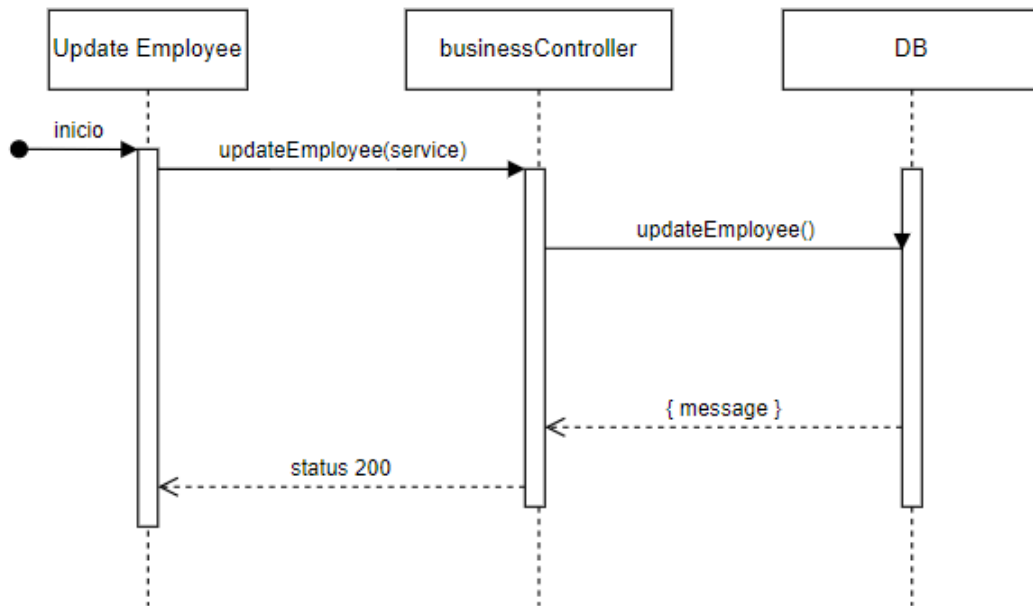 Update Employee
businessController
DB
inicio
updateEmployee(service)
updateEmployee()
{ message }
status 200